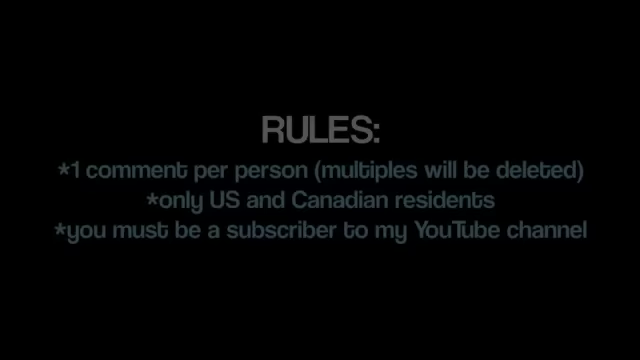 RULES:
*1 comment per person (multiples will be deleted)
*only US and Canadian residents
*you must be a subscriber to my YouTube channel